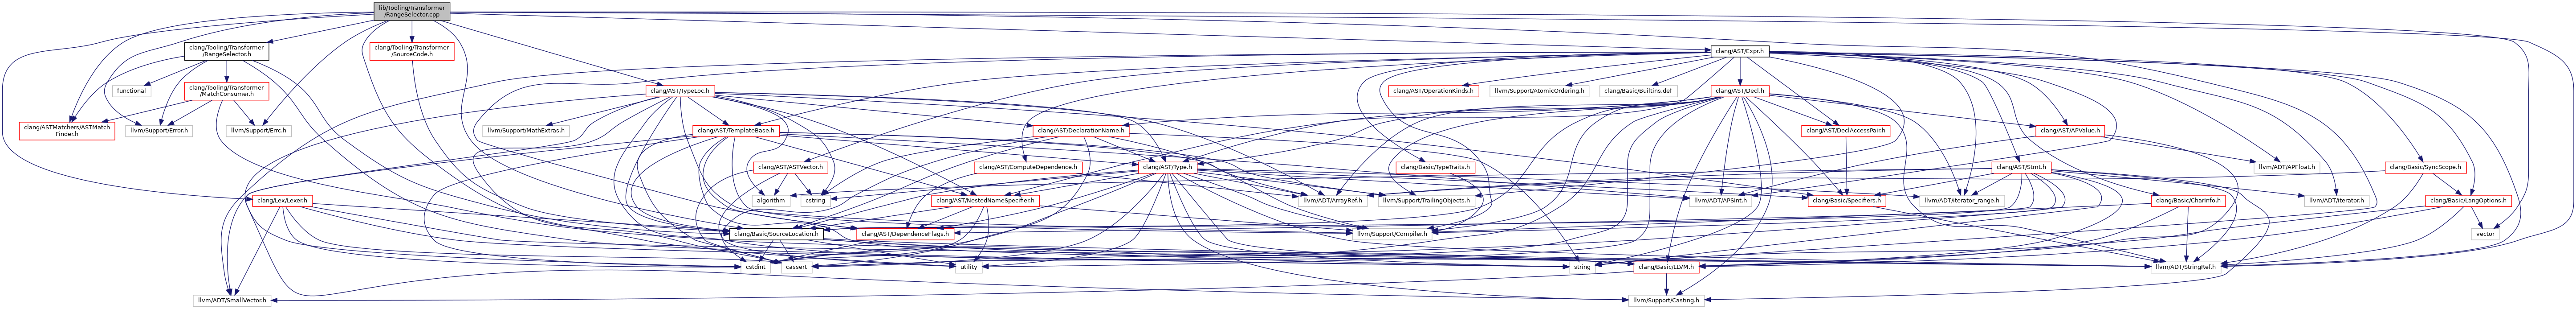 lib/Tooling/Transformer
/RangeSelector.cpp
clang/Tooling/Transformer
/RangeSelector.h
clang/Tooling/Transformer
/SourceCode.h
clang/AST/Expr.h
functional
clang/Tooling/Transformer
/MatchConsumer.h
clang/AST/TypeLoc.h
clang/AST/OperationKinds.h
llvm/Support/AtomicOrdering.h
clang/Basic/Builtins.def
clang/AST/Decl.h
clang/ASTMatchers/ASTMatch
Finder.h
llvm/Support/Error.h
llvm/Support/Errc.h
llvm/Support/MathExtras.h
clang/AST/TemplateBase.h
clang/AST/DeclarationName.h
clang/AST/DeclAccessPair.h
clang/AST/APValue.h
clang/AST/ASTVector.h
clang/AST/ComputeDependence.h
clang/AST/Type.h
clang/Basic/TypeTraits.h
clang/AST/Stmt.h
llvm/ADT/APFloat.h
clang/Basic/SyncScope.h
clang/Lex/Lexer.h
algorithm
cstring
clang/AST/NestedNameSpecifier.h
llvm/ADT/ArrayRef.h
llvm/Support/TrailingObjects.h
llvm/ADT/APSInt.h
clang/Basic/Specifiers.h
llvm/ADT/iterator_range.h
clang/Basic/CharInfo.h
llvm/ADT/iterator.h
clang/Basic/LangOptions.h
clang/Basic/SourceLocation.h
clang/AST/DependenceFlags.h
llvm/Support/Compiler.h
vector
cstdint
cassert
utility
string
clang/Basic/LLVM.h
llvm/ADT/StringRef.h
llvm/ADT/SmallVector.h
llvm/Support/Casting.h